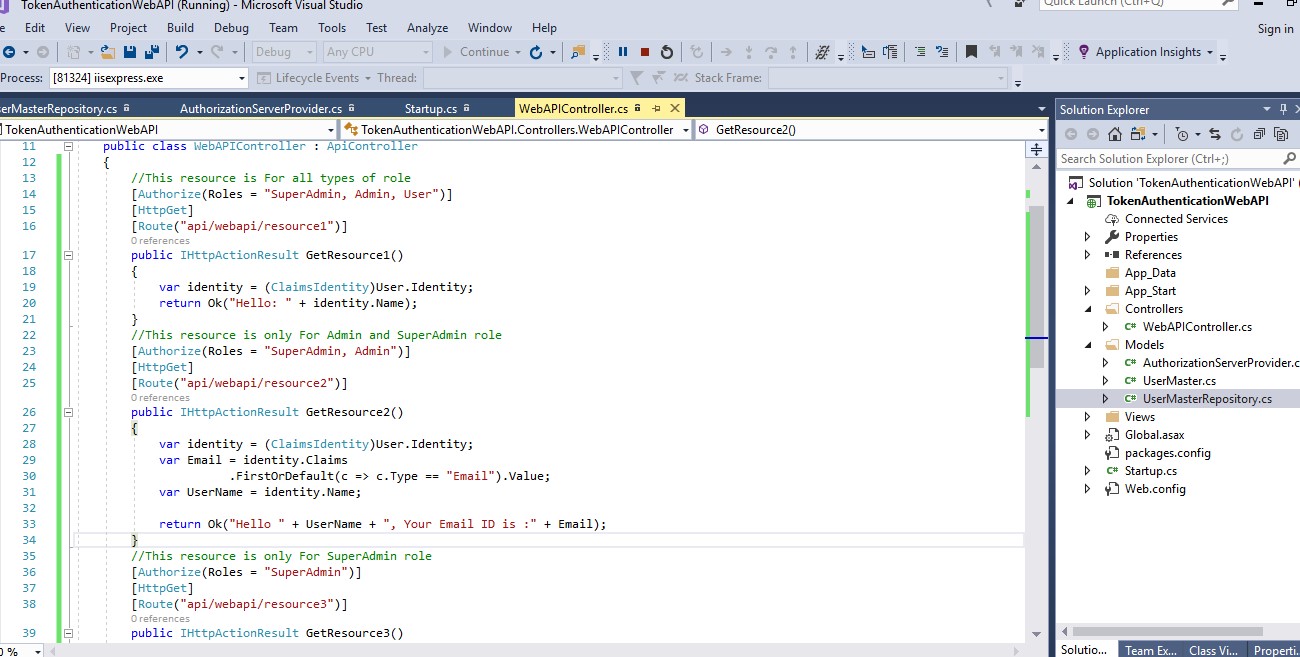 TokenAuthenticationWebAPI (Running) - Microsoft Visual Studio
Quick Launch (Ctrl+Q)
Edit View Project Build Debug Team Tools Test Analyze Window Help
Sign in
Debug Any CPU Continue Application Insights
Process: [81324] iisexpress.exe Lifecycle Events Thread: Stack Frame:
serMasterRepository.cs AuthorizationServerProvider.cs Startup.cs WebAPIController.cs
TokenAuthenticationWebAPI TokenAuthenticationWebAPI.Controllers.WebAPIController GetResource2()
11 public class WebAPIController : ApiController
12 {
13 //This resource is For all types of role
14 [Authorize(Roles = "SuperAdmin, Admin, User")]
15 [HttpGet]
16 [Route("api/webapi/resource1")]
0 references
17 public IHttpActionResult GetResource1()
18 {
19 var identity = (ClaimsIdentity)User.Identity;
20 return Ok("Hello: " + identity.Name);
21 }
22 //This resource is only For Admin and SuperAdmin role
23 [Authorize(Roles = "SuperAdmin, Admin")]
24 [HttpGet]
25 [Route("api/webapi/resource2")]
0 references
26 public IHttpActionResult GetResource2()
27 {
28 var identity = (ClaimsIdentity)User.Identity;
29 var Email = identity.Claims
30 .FirstOrDefault(c => c.Type == "Email").Value;
31 var UserName = identity.Name;
32
33 return Ok("Hello " + UserName + ", Your Email ID is :" + Email);
34 }
35 //This resource is only For SuperAdmin role
36 [Authorize(Roles = "SuperAdmin")]
37 [HttpGet]
38 [Route("api/webapi/resource3")]
0 references
39 public IHttpActionResult GetResource3()
0 %
Solution Explorer
Search Solution Explorer (Ctrl+;)
Solution 'TokenAuthenticationWebAPI' (
TokenAuthenticationWebAPI
Connected Services
Properties
References
App_Data
App_Start
Controllers
C# WebAPIController.cs
Models
C# AuthorizationServerProvider.c
C# UserMaster.cs
C# UserMasterRepository.cs
Views
Global.asax
packages.config
C# Startup.cs
Web.config
Solutio... Team Ex... Class Vi... Properti.